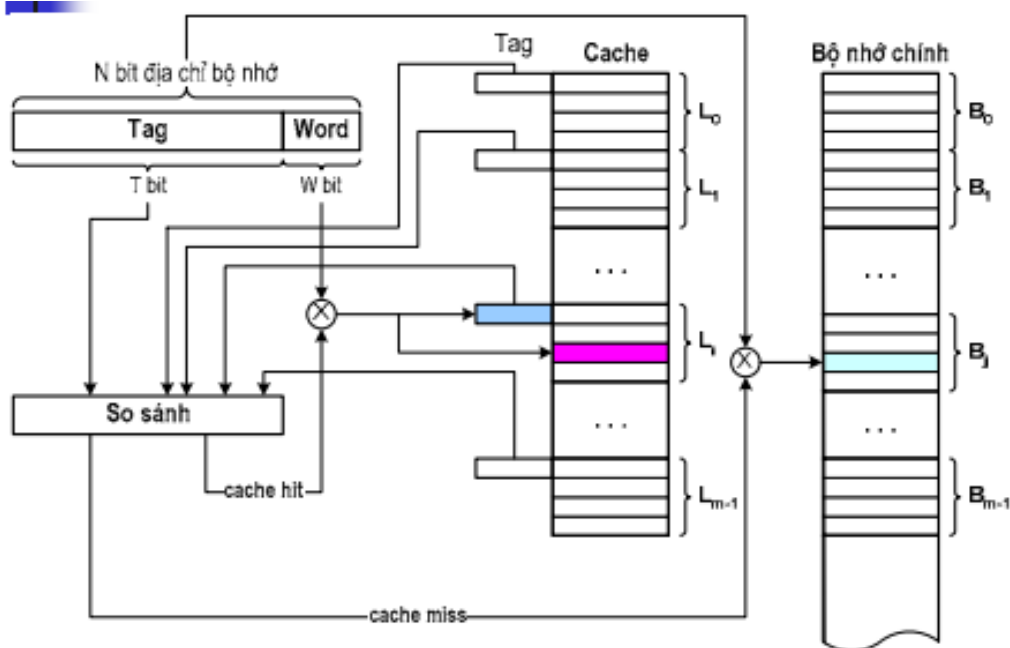 Tag
Cache
Bộ nhớ chính
N bit địa chỉ bộ nhớ
Tag
Word
T bit
W bit
L0
L1
. . .
Li
. . .
Lm-1
B0
B1
. . .
Bj
. . .
Bm-1
X
X
So sánh
cache hit
cache miss